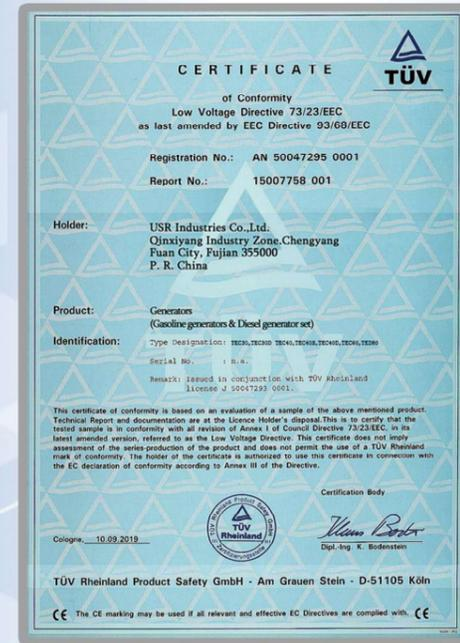 TÜV
CERTIFICATE
of Conformity
Low Voltage Directive 73/23/EEC
as last amended by EEC Directive 93/68/EEC
Registration No.: AN 50047295 0001
Report No.: 15007758 001
Holder: USR Industries Co.,Ltd.
Qinxiyang Industry Zone.Chengyang
Fuan City, Fujian 355000
P. R. China
Product: Generators
(Gasoline generators & Diesel generator set)
Identification: Type Designation:
Serial No. : n.a.
Remark: Issued in conjunction with TÜV Rheinland
license J 50047293 0001.
This certificate of conformity is based on an evaluation of a sample of the above mentioned product.
Technical Report and documentation are at the Licence Holder's disposal.This is to certify that the
tested sample is in conformity with all revision of Annex I of Council Directive 73/23/EEC, in its
latest amended version, referred to as the Low Voltage Directive. This certificate does not imply
assessment of the series-production of the product and does not permit the use of a TÜV Rheinland
mark of conformity. The holder of the certificate is authorized to use this certificate in connection with
the EC declaration of conformity according to Annex III of the Directive.
Certification Body
TÜV
Rheinland
Cologne, 10.09.2019
Dipl.-Ing. K. Bodenstein
TÜV Rheinland Product Safety GmbH - Am Grauen Stein - D-51105 Köln
CE The CE marking may be used if all relevant and effective EC Directives are complied with. CE